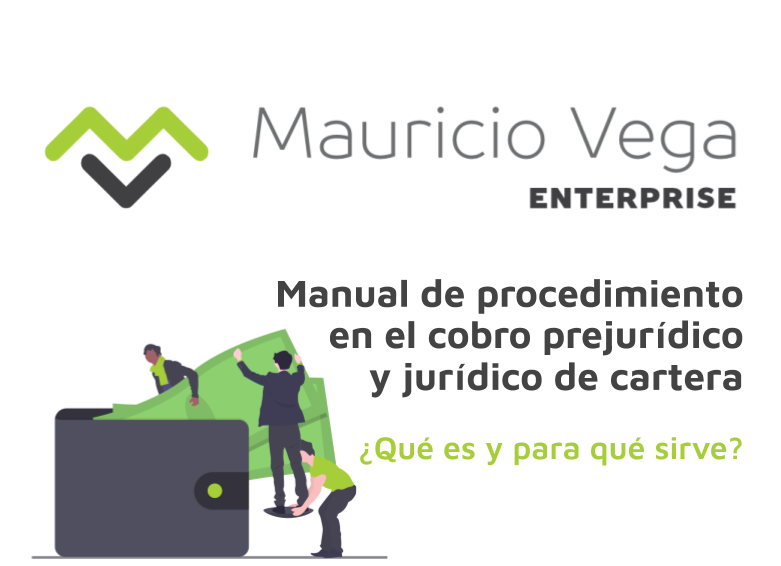 Mauricio Vega
ENTERPRISE
Manual de procedimiento
en el cobro prejurídico
y jurídico de cartera
¿Qué es y para qué sirve?